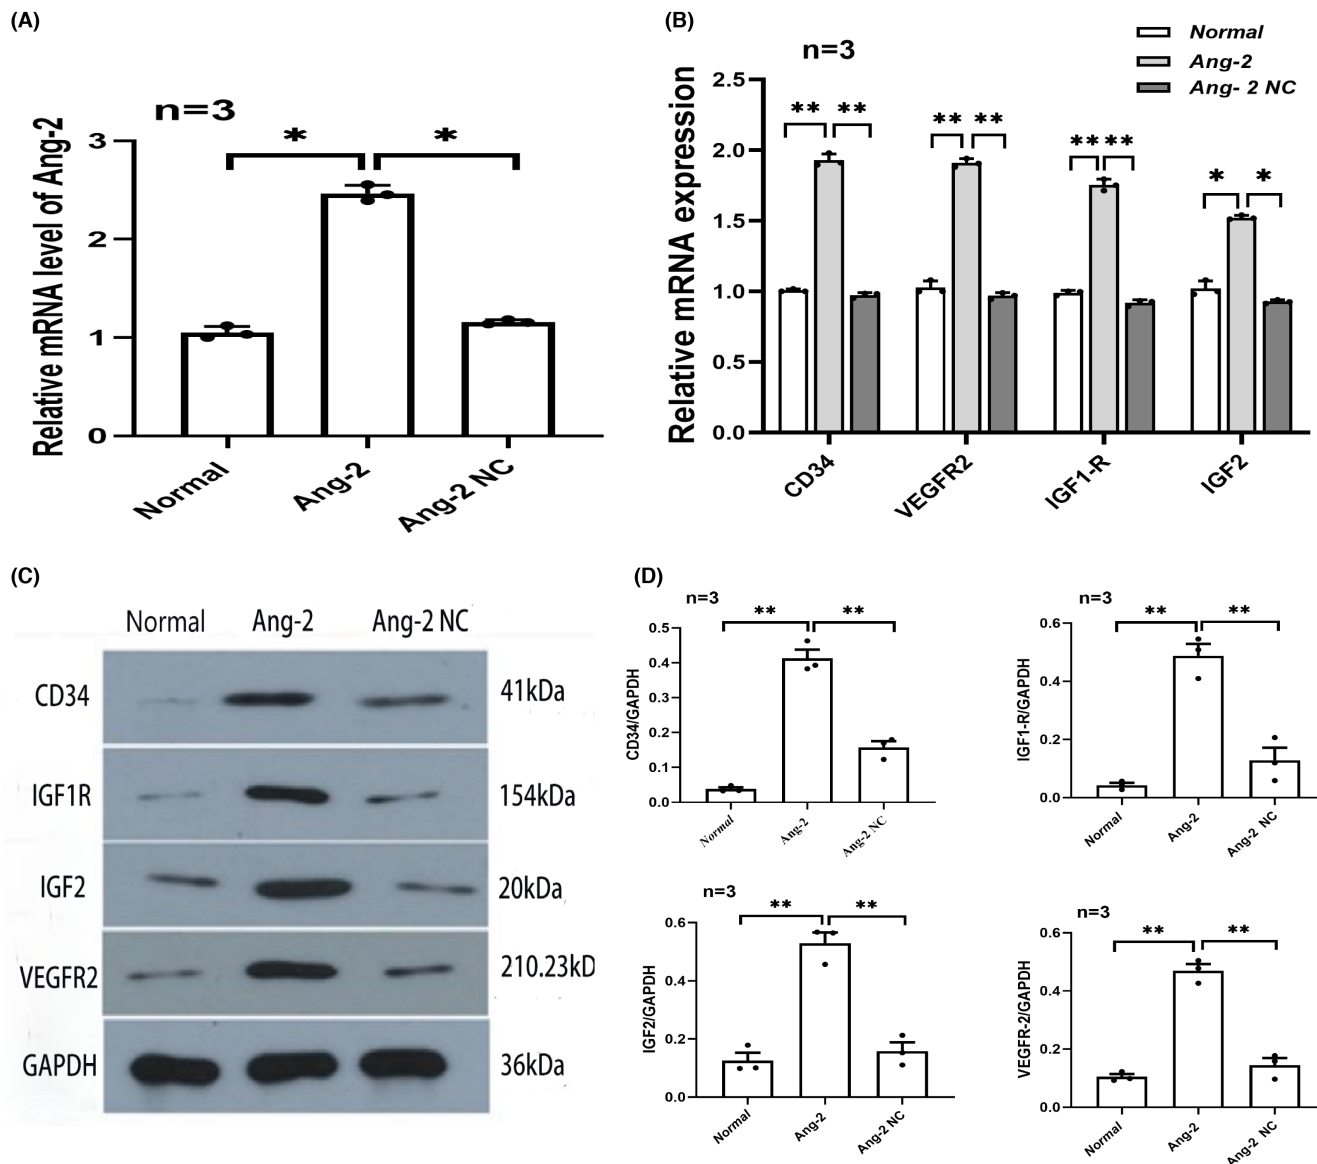 (A)
n=3
* *
Relative mRNA level of Ang-2
3
2
1
0
Normal
Ang-2
Ang-2 NC
(B)
n=3
Normal
Ang-2
Ang- 2 NC
Relative mRNA expression
2.5
2.0
1.5
1.0
0.5
0.0
** **
** **
** **
* *
CD34
VEGFR2
IGF1-R
IGF2
(C)
Normal Ang-2 Ang-2 NC
CD34 41kDa
IGF1R 154kDa
IGF2 20kDa
VEGFR2 210.23kD
GAPDH 36kDa
(D)
n=3
** **
CD34/GAPDH
0.5
0.4
0.3
0.2
0.1
0.0
Normal
Ang-2
Ang-2 NC
n=3
** **
IGF1-R/GAPDH
0.6
0.4
0.2
0.0
Normal
Ang-2
Ang-2 NC
n=3
** **
IGF2/GAPDH
0.6
0.4
0.2
0.0
Normal
Ang-2
Ang-2 NC
n=3
** **
VEGFR-2/GAPDH
0.6
0.4
0.2
0.0
Normal
Ang-2
Ang-2 NC